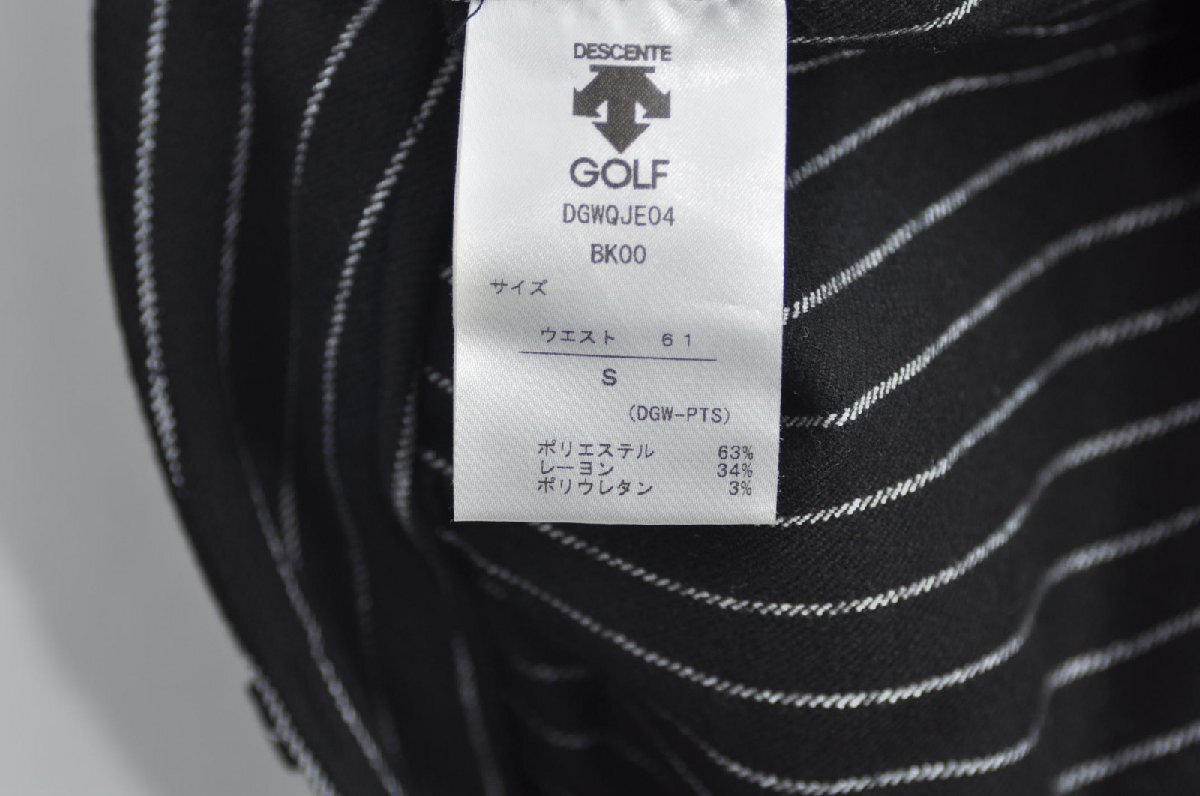 DESCENTE
GOLF
DGWQJE04
BK00
サイズ
ウエスト 61
S
(DGW-PTS)
ポリエステル 63%
レーヨン 34%
ポリウレタン 3%